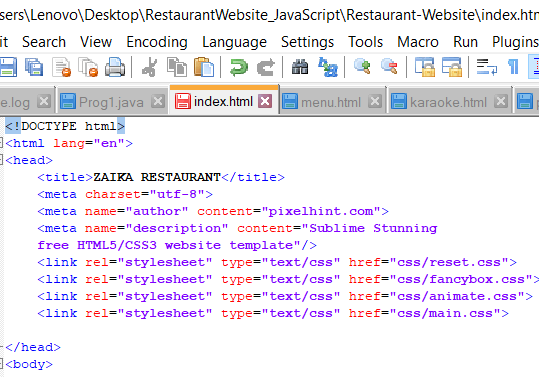 sers\Lenovo\Desktop\RestaurantWebsite_JavaScript\Restaurant-Website\index.htn
it Search View Encoding Language Settings Tools Macro Run Plugins
e.log Prog1.java index.html menu.html karaoke.html
<!DOCTYPE html>
<html lang="en">
<head>
<title>ZAIKA RESTAURANT</title>
<meta charset="utf-8">
<meta name="author" content="pixelhint.com">
<meta name="description" content="Sublime Stunning
free HTML5/CSS3 website template"/>
<link rel="stylesheet" type="text/css" href="css/reset.css">
<link rel="stylesheet" type="text/css" href="css/fancybox.css">
<link rel="stylesheet" type="text/css" href="css/animate.css">
<link rel="stylesheet" type="text/css" href="css/main.css">
</head>
<body>